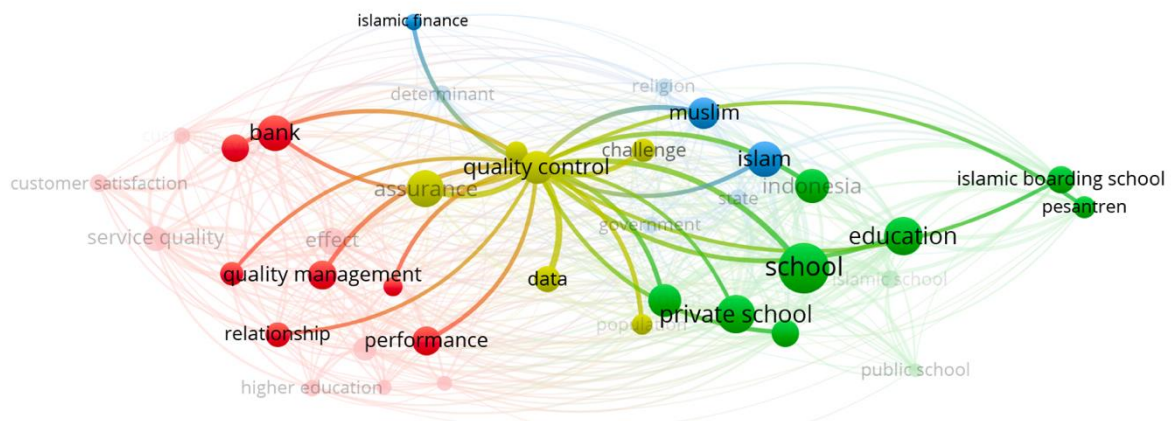 islamic finance
determinant
religion
muslim
bank
quality control
challenge
islam
customer satisfaction
assurance
indonesia
islamic boarding school
state
pesantren
service quality
effect
government
education
quality management
data
school
islamic school
relationship
performance
population
private school
higher education
public school